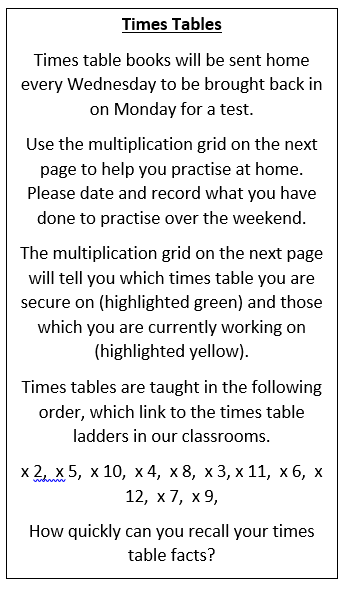 Times Tables
Times table books will be sent home
every Wednesday to be brought back in
on Monday for a test.
Use the multiplication grid on the next
page to help you practise at home.
Please date and record what you have
done to practise over the weekend.
The multiplication grid on the next page
will tell you which times table you are
secure on (highlighted green) and those
which you are currently working on
(highlighted yellow).
Times tables are taught in the following
order, which link to the times table
ladders in our classrooms.
x 2, x 5, x 10, x 4, x 8, x 3, x 11, x 6, x
12, x 7, x 9,
How quickly can you recall your times
table facts?